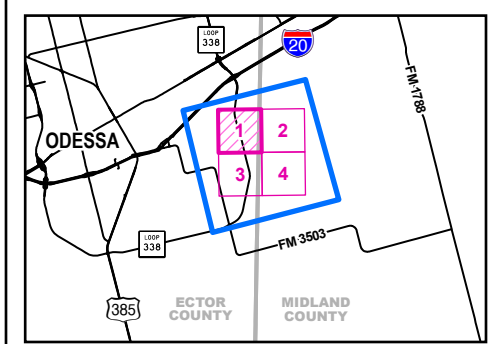 LOOP
338
20
FM 1788
ODESSA
1
2
3
4
LOOP
338
FM 3503
385
ECTOR
COUNTY
MIDLAND
COUNTY